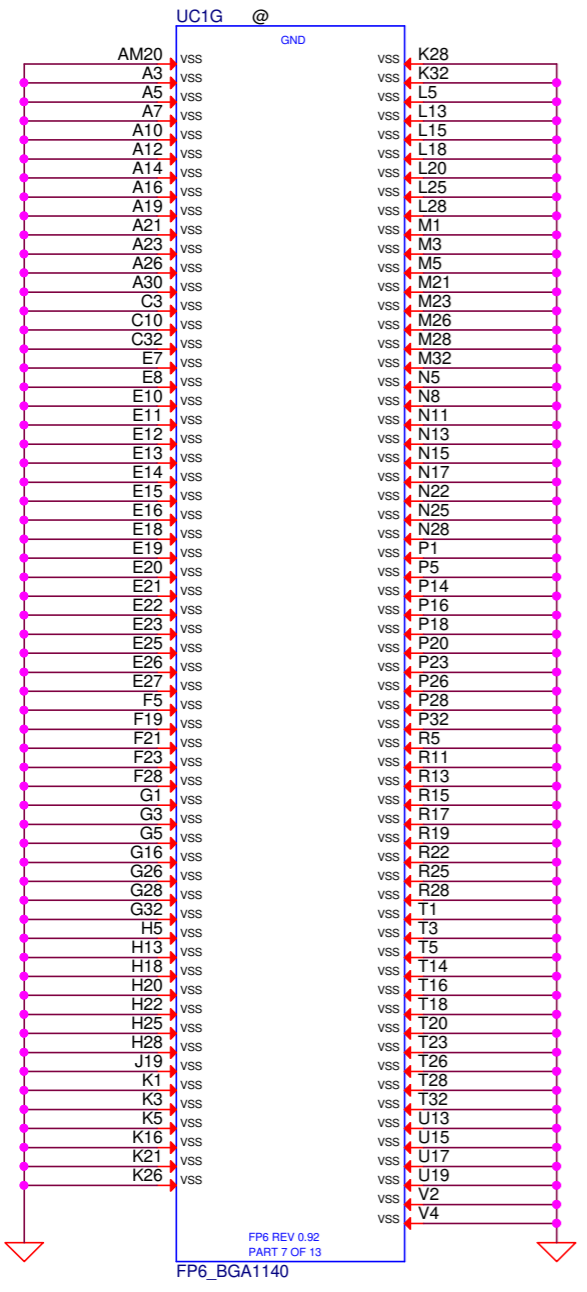 UC1G @
GND
AM20 VSS VSS K28
A3 VSS VSS K32
A5 VSS VSS L5
A7 VSS VSS L13
A10 VSS VSS L15
A12 VSS VSS L18
A14 VSS VSS L20
A16 VSS VSS L25
A19 VSS VSS L28
A21 VSS VSS M1
A23 VSS VSS M3
A26 VSS VSS M5
A30 VSS VSS M21
C3 VSS VSS M23
C10 VSS VSS M26
C32 VSS VSS M28
E7 VSS VSS M32
E8 VSS VSS N5
E10 VSS VSS N8
E11 VSS VSS N11
E12 VSS VSS N13
E13 VSS VSS N15
E14 VSS VSS N17
E15 VSS VSS N22
E16 VSS VSS N25
E18 VSS VSS N28
E19 VSS VSS P1
E20 VSS VSS P5
E21 VSS VSS P14
E22 VSS VSS P16
E23 VSS VSS P18
E25 VSS VSS P20
E26 VSS VSS P23
E27 VSS VSS P26
F5 VSS VSS P28
F19 VSS VSS P32
F21 VSS VSS R5
F23 VSS VSS R11
F28 VSS VSS R13
G1 VSS VSS R15
G3 VSS VSS R17
G5 VSS VSS R19
G16 VSS VSS R22
G26 VSS VSS R25
G28 VSS VSS R28
G32 VSS VSS T1
H5 VSS VSS T3
H13 VSS VSS T5
H18 VSS VSS T14
H20 VSS VSS T16
H22 VSS VSS T18
H25 VSS VSS T20
H28 VSS VSS T23
J19 VSS VSS T26
K1 VSS VSS T28
K3 VSS VSS T32
K5 VSS VSS U13
K16 VSS VSS U15
K21 VSS VSS U17
K26 VSS VSS U19
VSS V2
VSS V4
FP6 REV 0.92
PART 7 OF 13
FP6_BGA1140